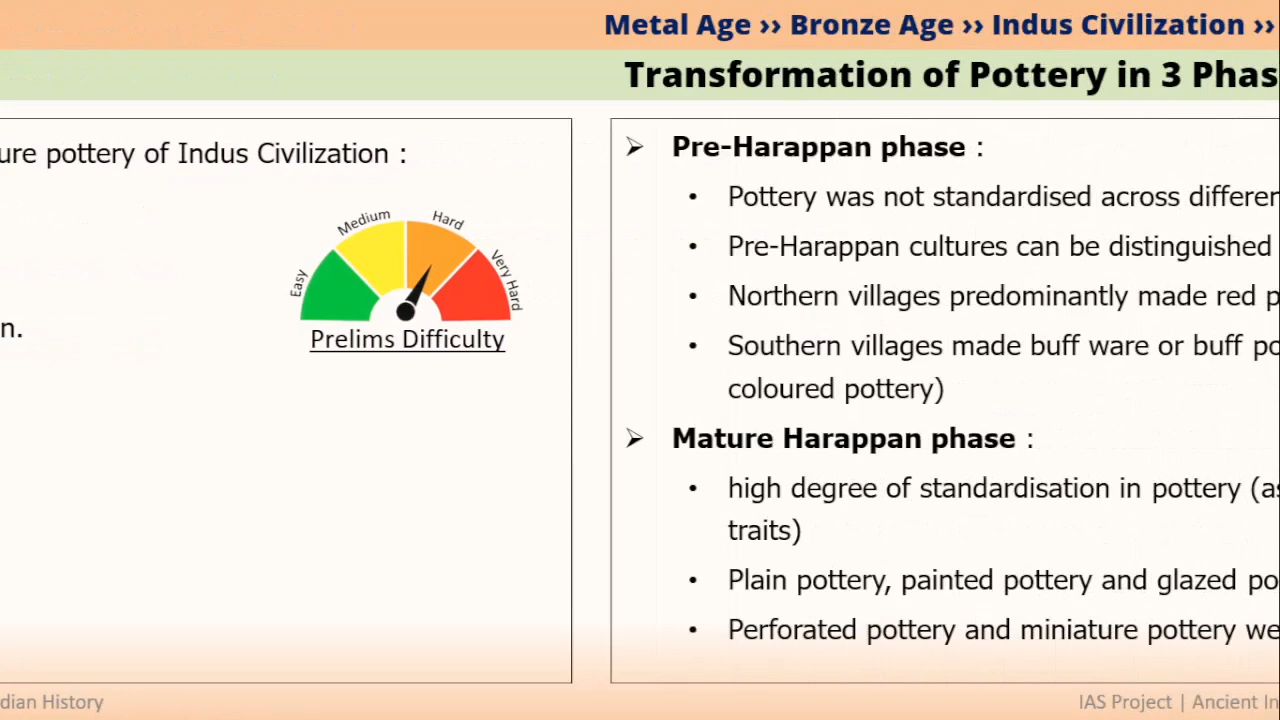 Metal Age ›› Bronze Age ›› Indus Civilization ››
Transformation of Pottery in 3 Phas
ure pottery of Indus Civilization :
Easy
Medium
Hard
Very Hard
n.
Prelims Difficulty
➢ Pre-Harappan phase :
• Pottery was not standardised across differen
• Pre-Harappan cultures can be distinguished
• Northern villages predominantly made red p
• Southern villages made buff ware or buff po
coloured pottery)
➢ Mature Harappan phase :
• high degree of standardisation in pottery (as
traits)
• Plain pottery, painted pottery and glazed po
• Perforated pottery and miniature pottery we
dian History
IAS Project | Ancient In